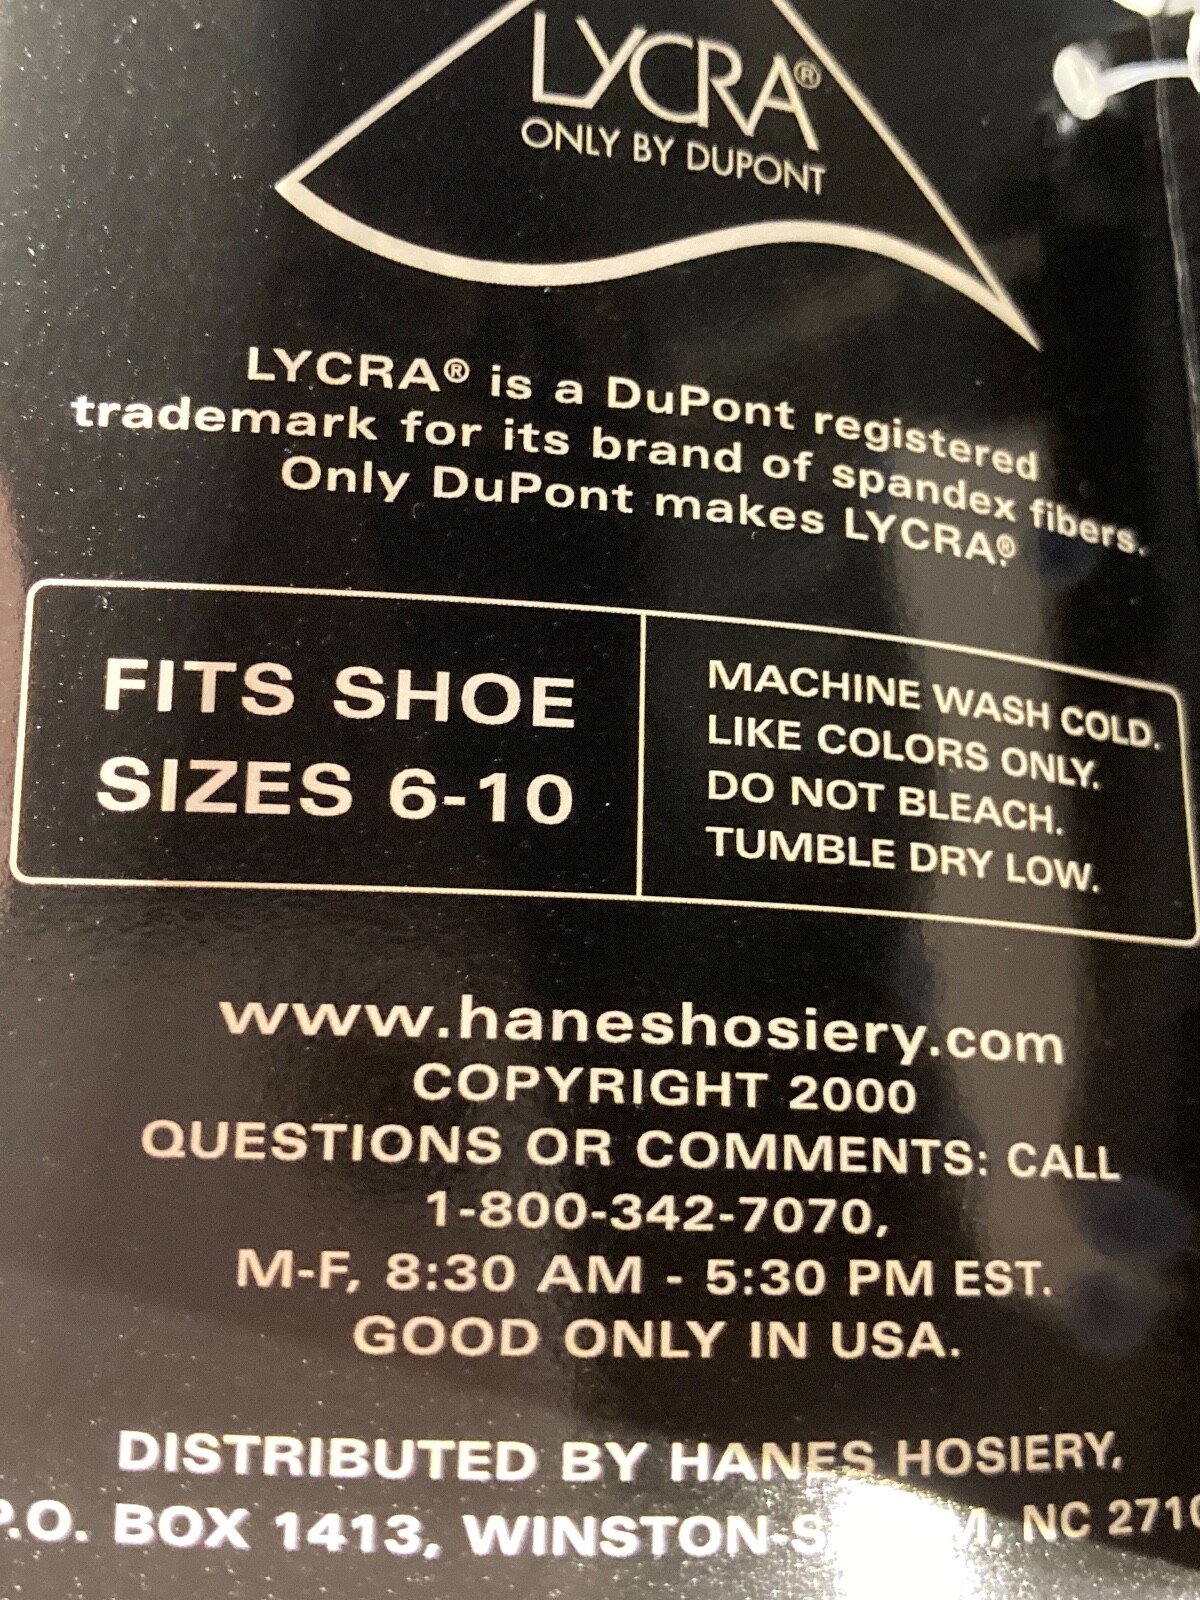 LYCRA®
ONLY BY DUPONT
LYCRA® is a DuPont registered
trademark for its brand of spandex fibers.
Only DuPont makes LYCRA®.
FITS SHOE
SIZES 6-10
MACHINE WASH COLD.
LIKE COLORS ONLY.
DO NOT BLEACH.
TUMBLE DRY LOW.
www.haneshosiery.com
COPYRIGHT 2000
QUESTIONS OR COMMENTS: CALL
1-800-342-7070,
M-F, 8:30 AM - 5:30 PM EST.
GOOD ONLY IN USA.
DISTRIBUTED BY HANES HOSIERY,
P.O. BOX 1413, NC